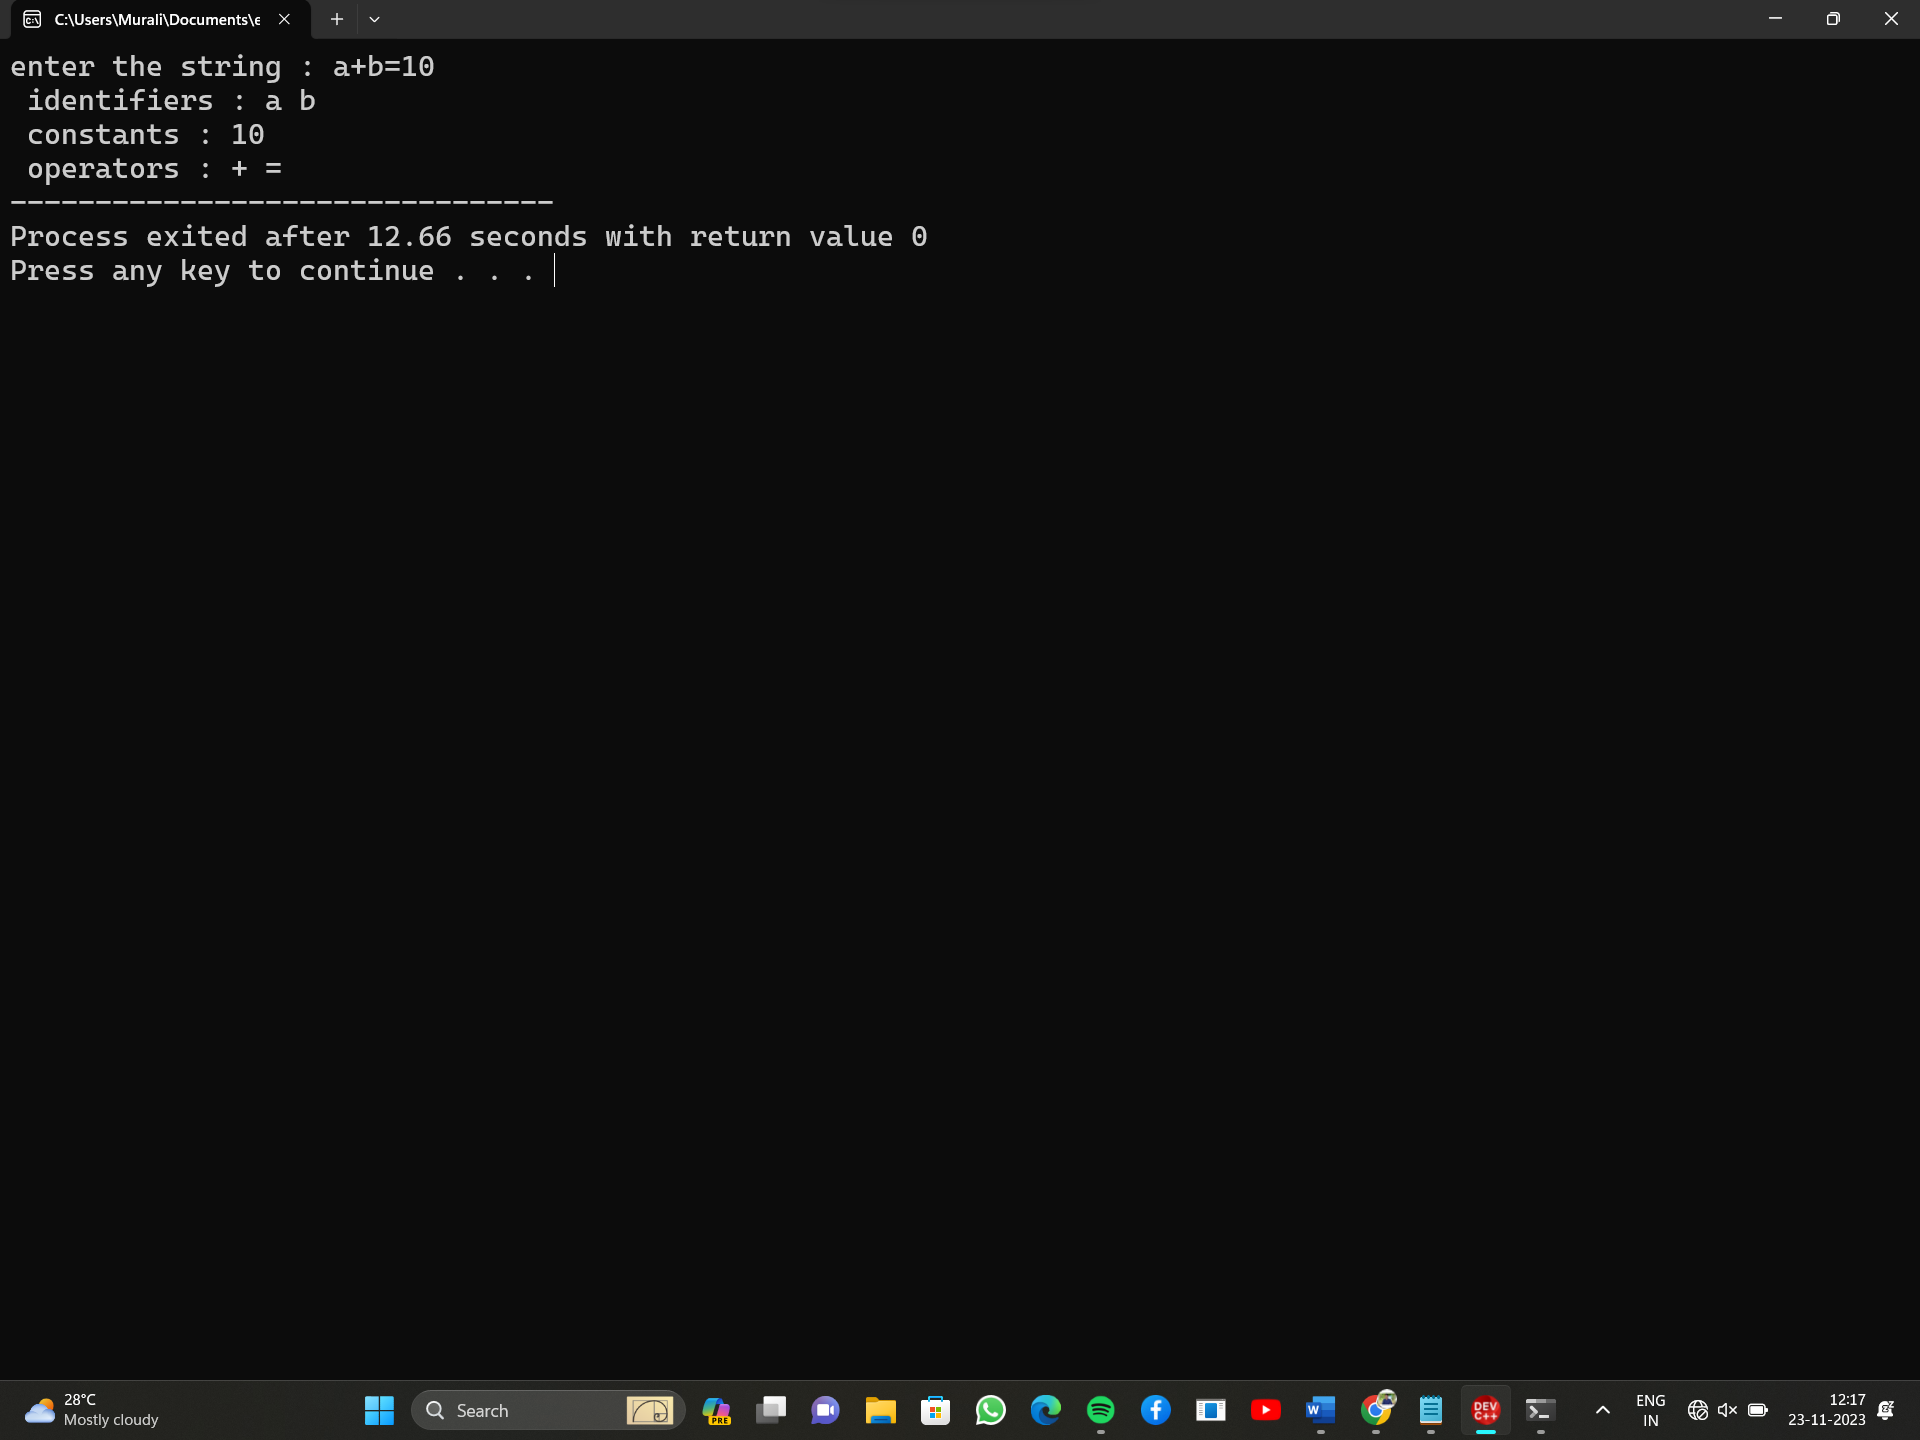 C:\Users\Murali\Documents\e
enter the string : a+b=10
identifiers : a b
constants : 10
operators : + =
--------------------------------
Process exited after 12.66 seconds with return value 0
Press any key to continue . . .
28°C
Mostly cloudy
Search
PRE
W
DEV
C++
ENG
IN
12:17
23-11-2023